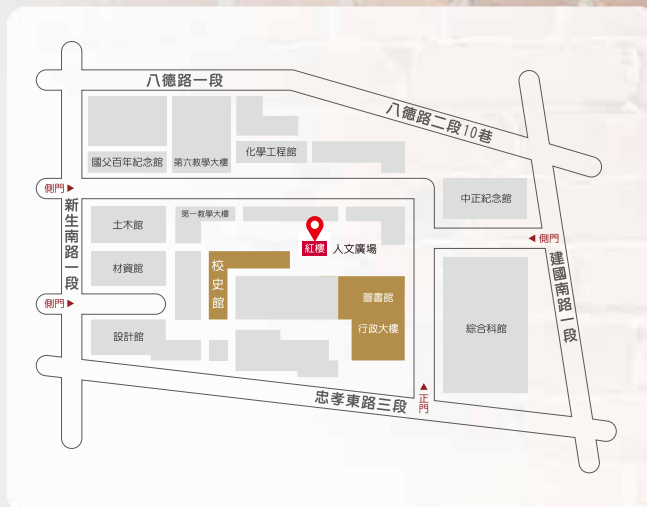 八德路一段
八德路二段10巷
國父百年紀念館
第六教學大樓
化學工程館
側門
新生南路一段
中正紀念館
土木館
第一教學大樓
紅樓
人文廣場
側門
建國南路一段
材資館
校史館
圖書館
側門
行政大樓
綜合科館
設計館
忠孝東路三段
正門